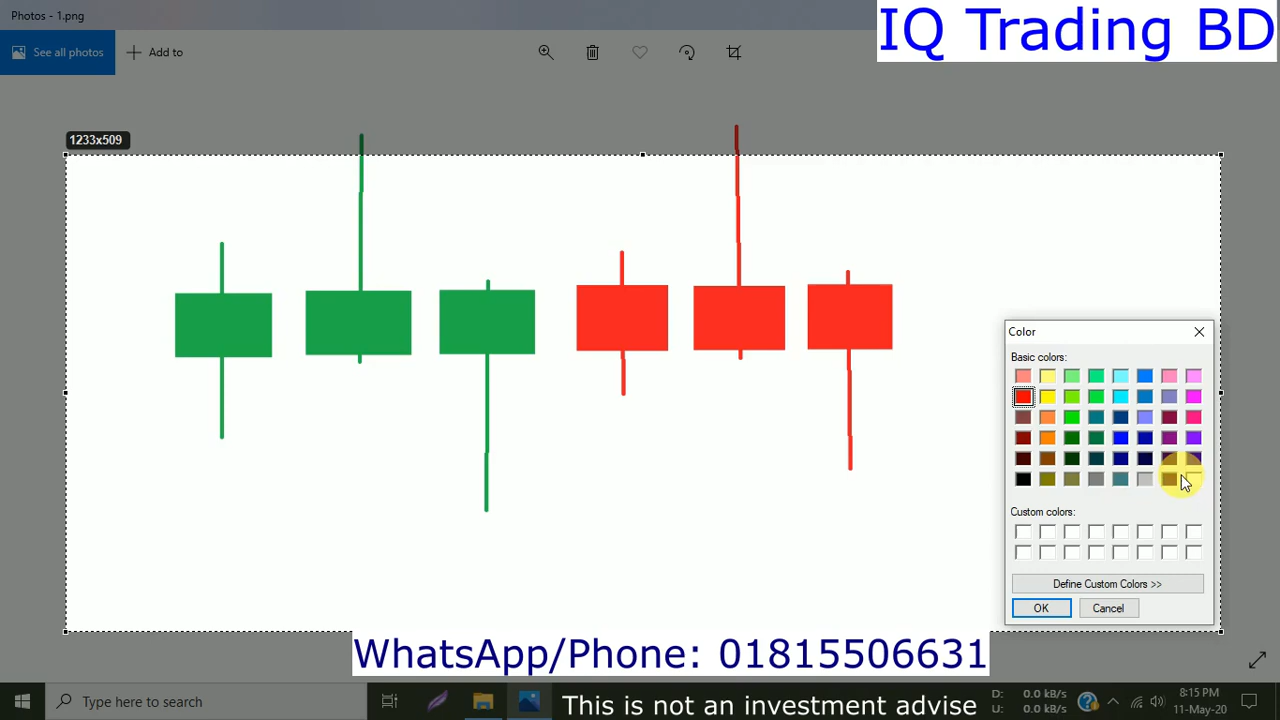 Photos - 1.png
IQ Trading BD
See all photos
Add to
1233x509
Color
Basic colors:
Custom colors:
Define Custom Colors >>
OK
Cancel
WhatsApp/Phone: 01815506631
Type here to search
This is not an investment advise
D: 0.0 kB/s
U: 0.0 kB/s
8:15 PM
11-May-20